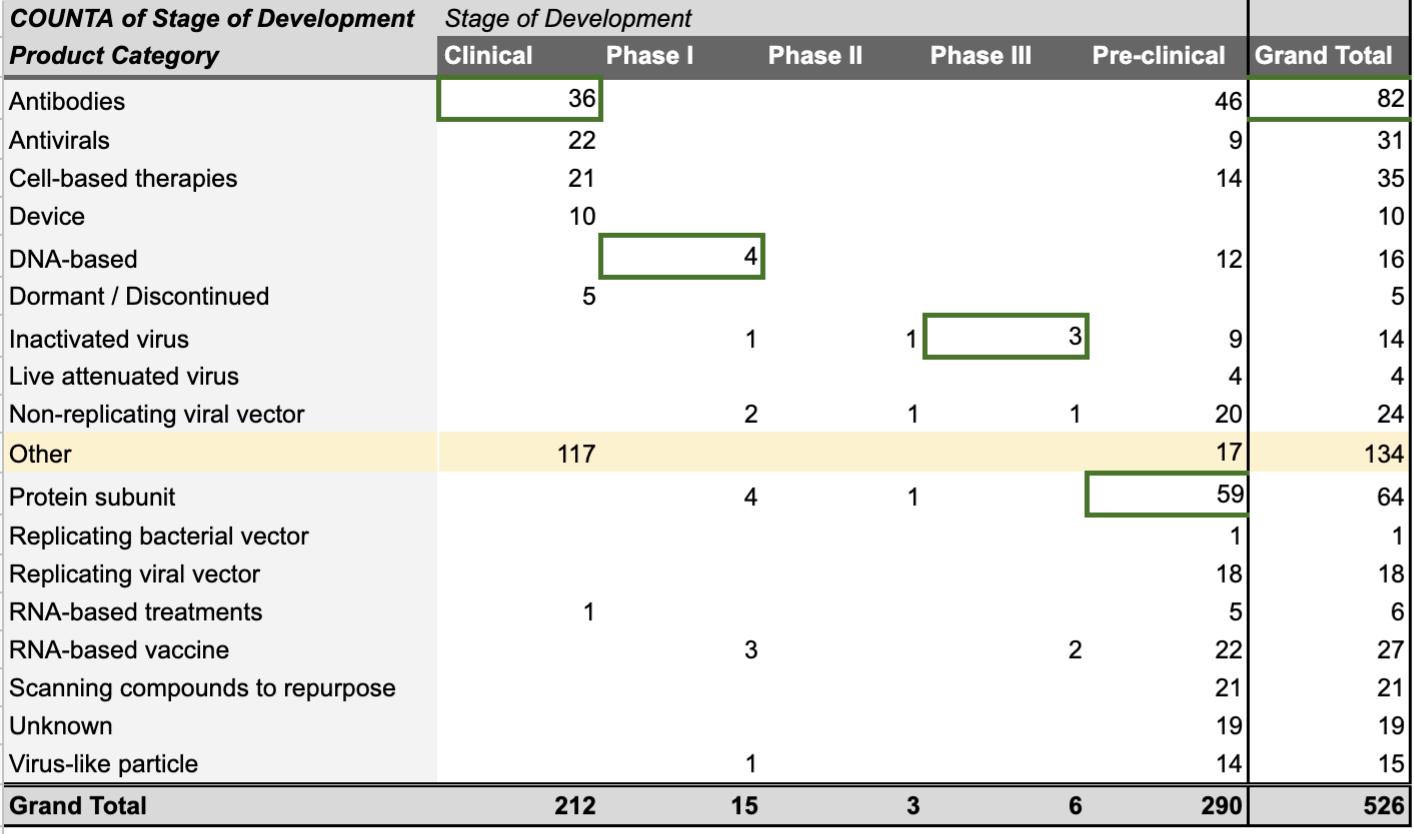 COUNTA of Stage of Development Stage of Development
Product Category Clinical Phase I Phase II Phase III Pre-clinical Grand Total
Antibodies 36 46 82
Antivirals 22 9 31
Cell-based therapies 21 14 35
Device 10 10
DNA-based 4 12 16
Dormant / Discontinued 5 5
Inactivated virus 1 1 3 9 14
Live attenuated virus 4 4
Non-replicating viral vector 2 1 1 20 24
Other 117 17 134
Protein subunit 4 1 59 64
Replicating bacterial vector 1 1
Replicating viral vector 18 18
RNA-based treatments 1 5 6
RNA-based vaccine 3 2 22 27
Scanning compounds to repurpose 21 21
Unknown 19 19
Virus-like particle 1 14 15
Grand Total 212 15 3 6 290 526